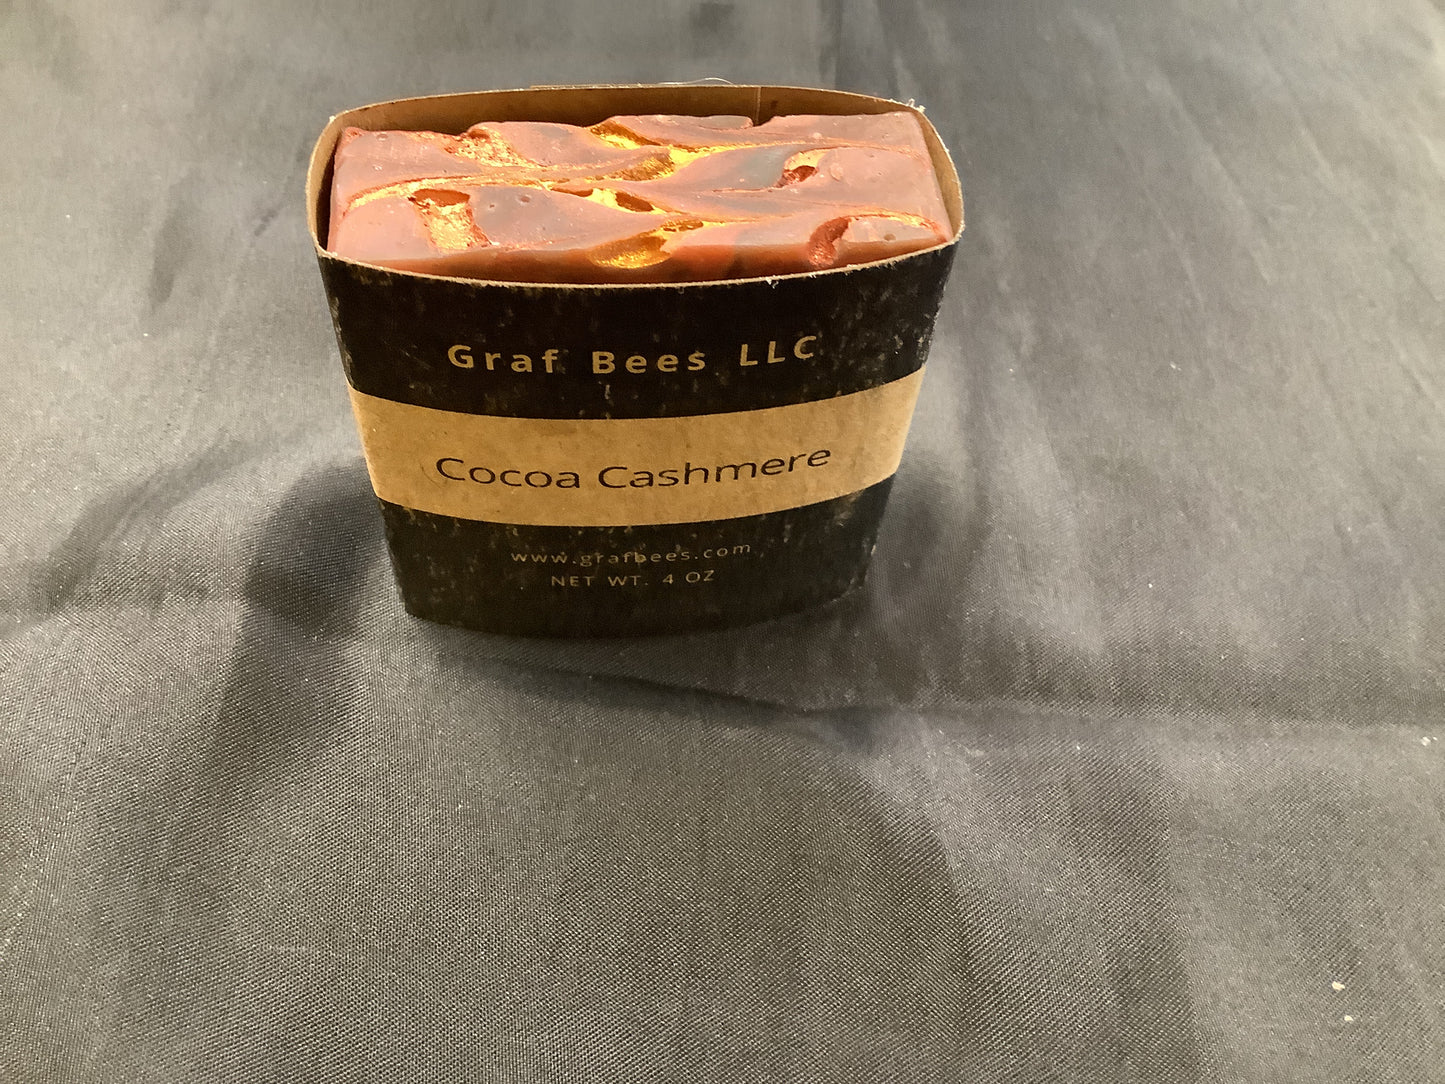 Graf Bees LLC
Cocoa Cashmere
www.grafbees.com
NET WT. 4 OZ